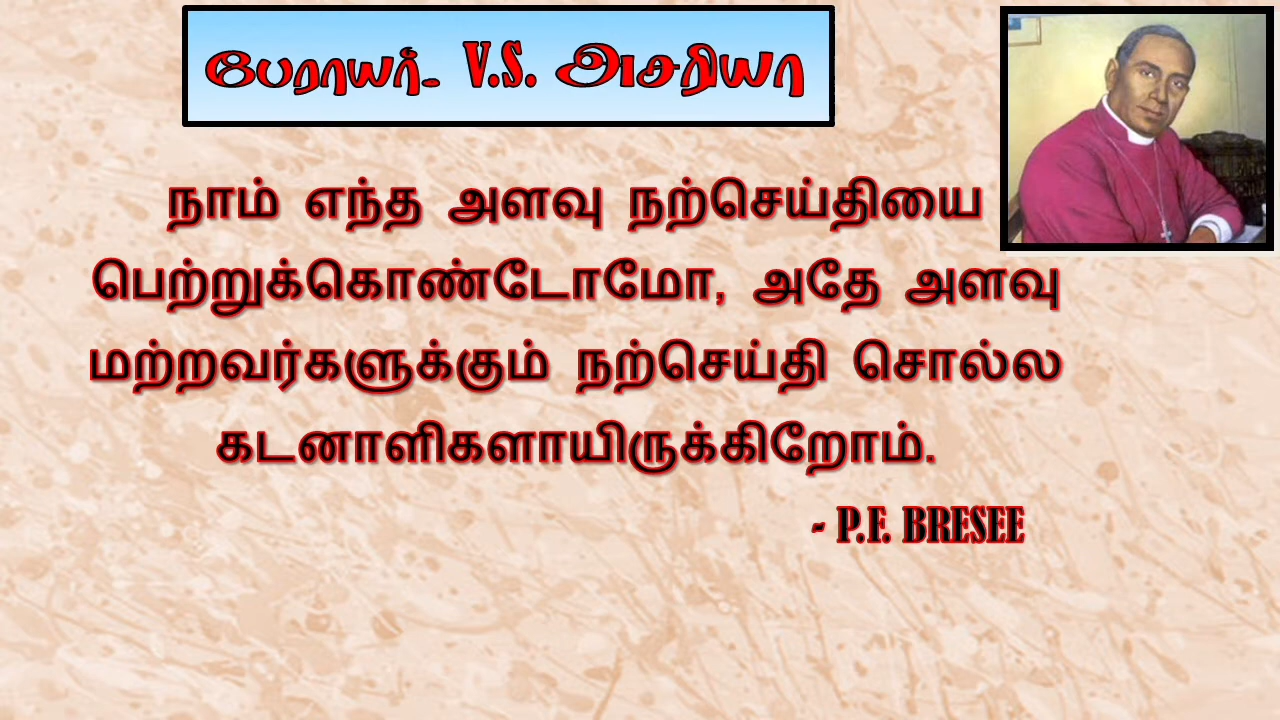 பேராயர்- V.S. அசரியா
நாம் எந்த அளவு நற்செய்தியை
பெற்றுக்கொண்டோமோ, அதே அளவு
மற்றவர்களுக்கும் நற்செய்தி சொல்ல
கடனாளிகளாயிருக்கிறோம்.
- P.F. BRESEE